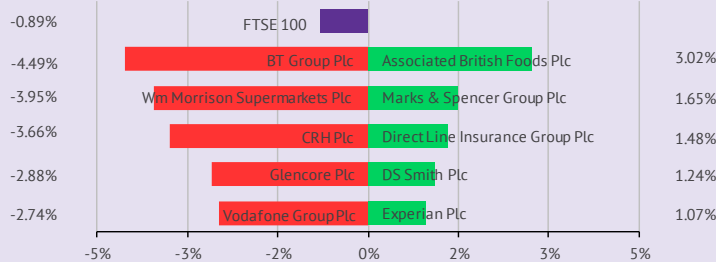 -0.89% FTSE 100
-4.49% BT Group Plc Associated British Foods Plc 3.02%
-3.95% Wm Morrison Supermarkets Plc Marks & Spencer Group Plc 1.65%
-3.66% CRH Plc Direct Line Insurance Group Plc 1.48%
-2.88% Glencore Plc DS Smith Plc 1.24%
-2.74% Vodafone Group Plc Experian Plc 1.07%
-5% -3% -2% 0% 2% 3% 5%